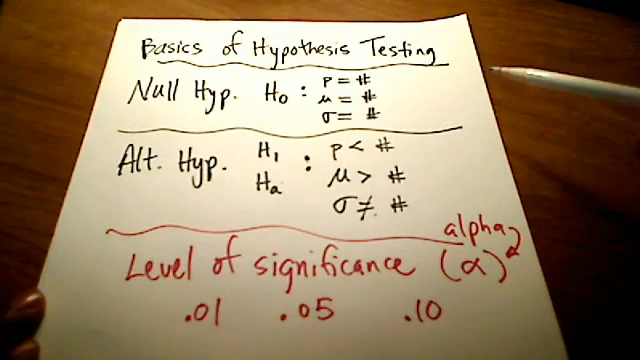 Basics of Hypothesis Testing
Null Hyp. H₀ : p = #
μ = #
σ = #
Alt. Hyp. H₁ : p < #
Hₐ μ > #
σ ≠ #
alpha
Level of significance (α)
.01 .05 .10